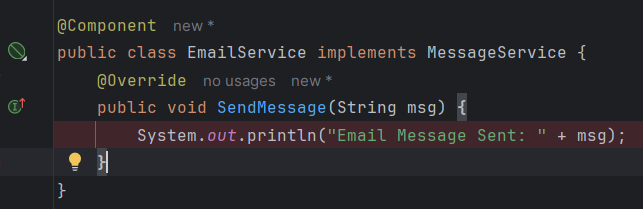 @Component new *
public class EmailService implements MessageService {
@Override no usages new *
public void SendMessage(String msg) {
System.out.println("Email Message Sent: " + msg);
}
}